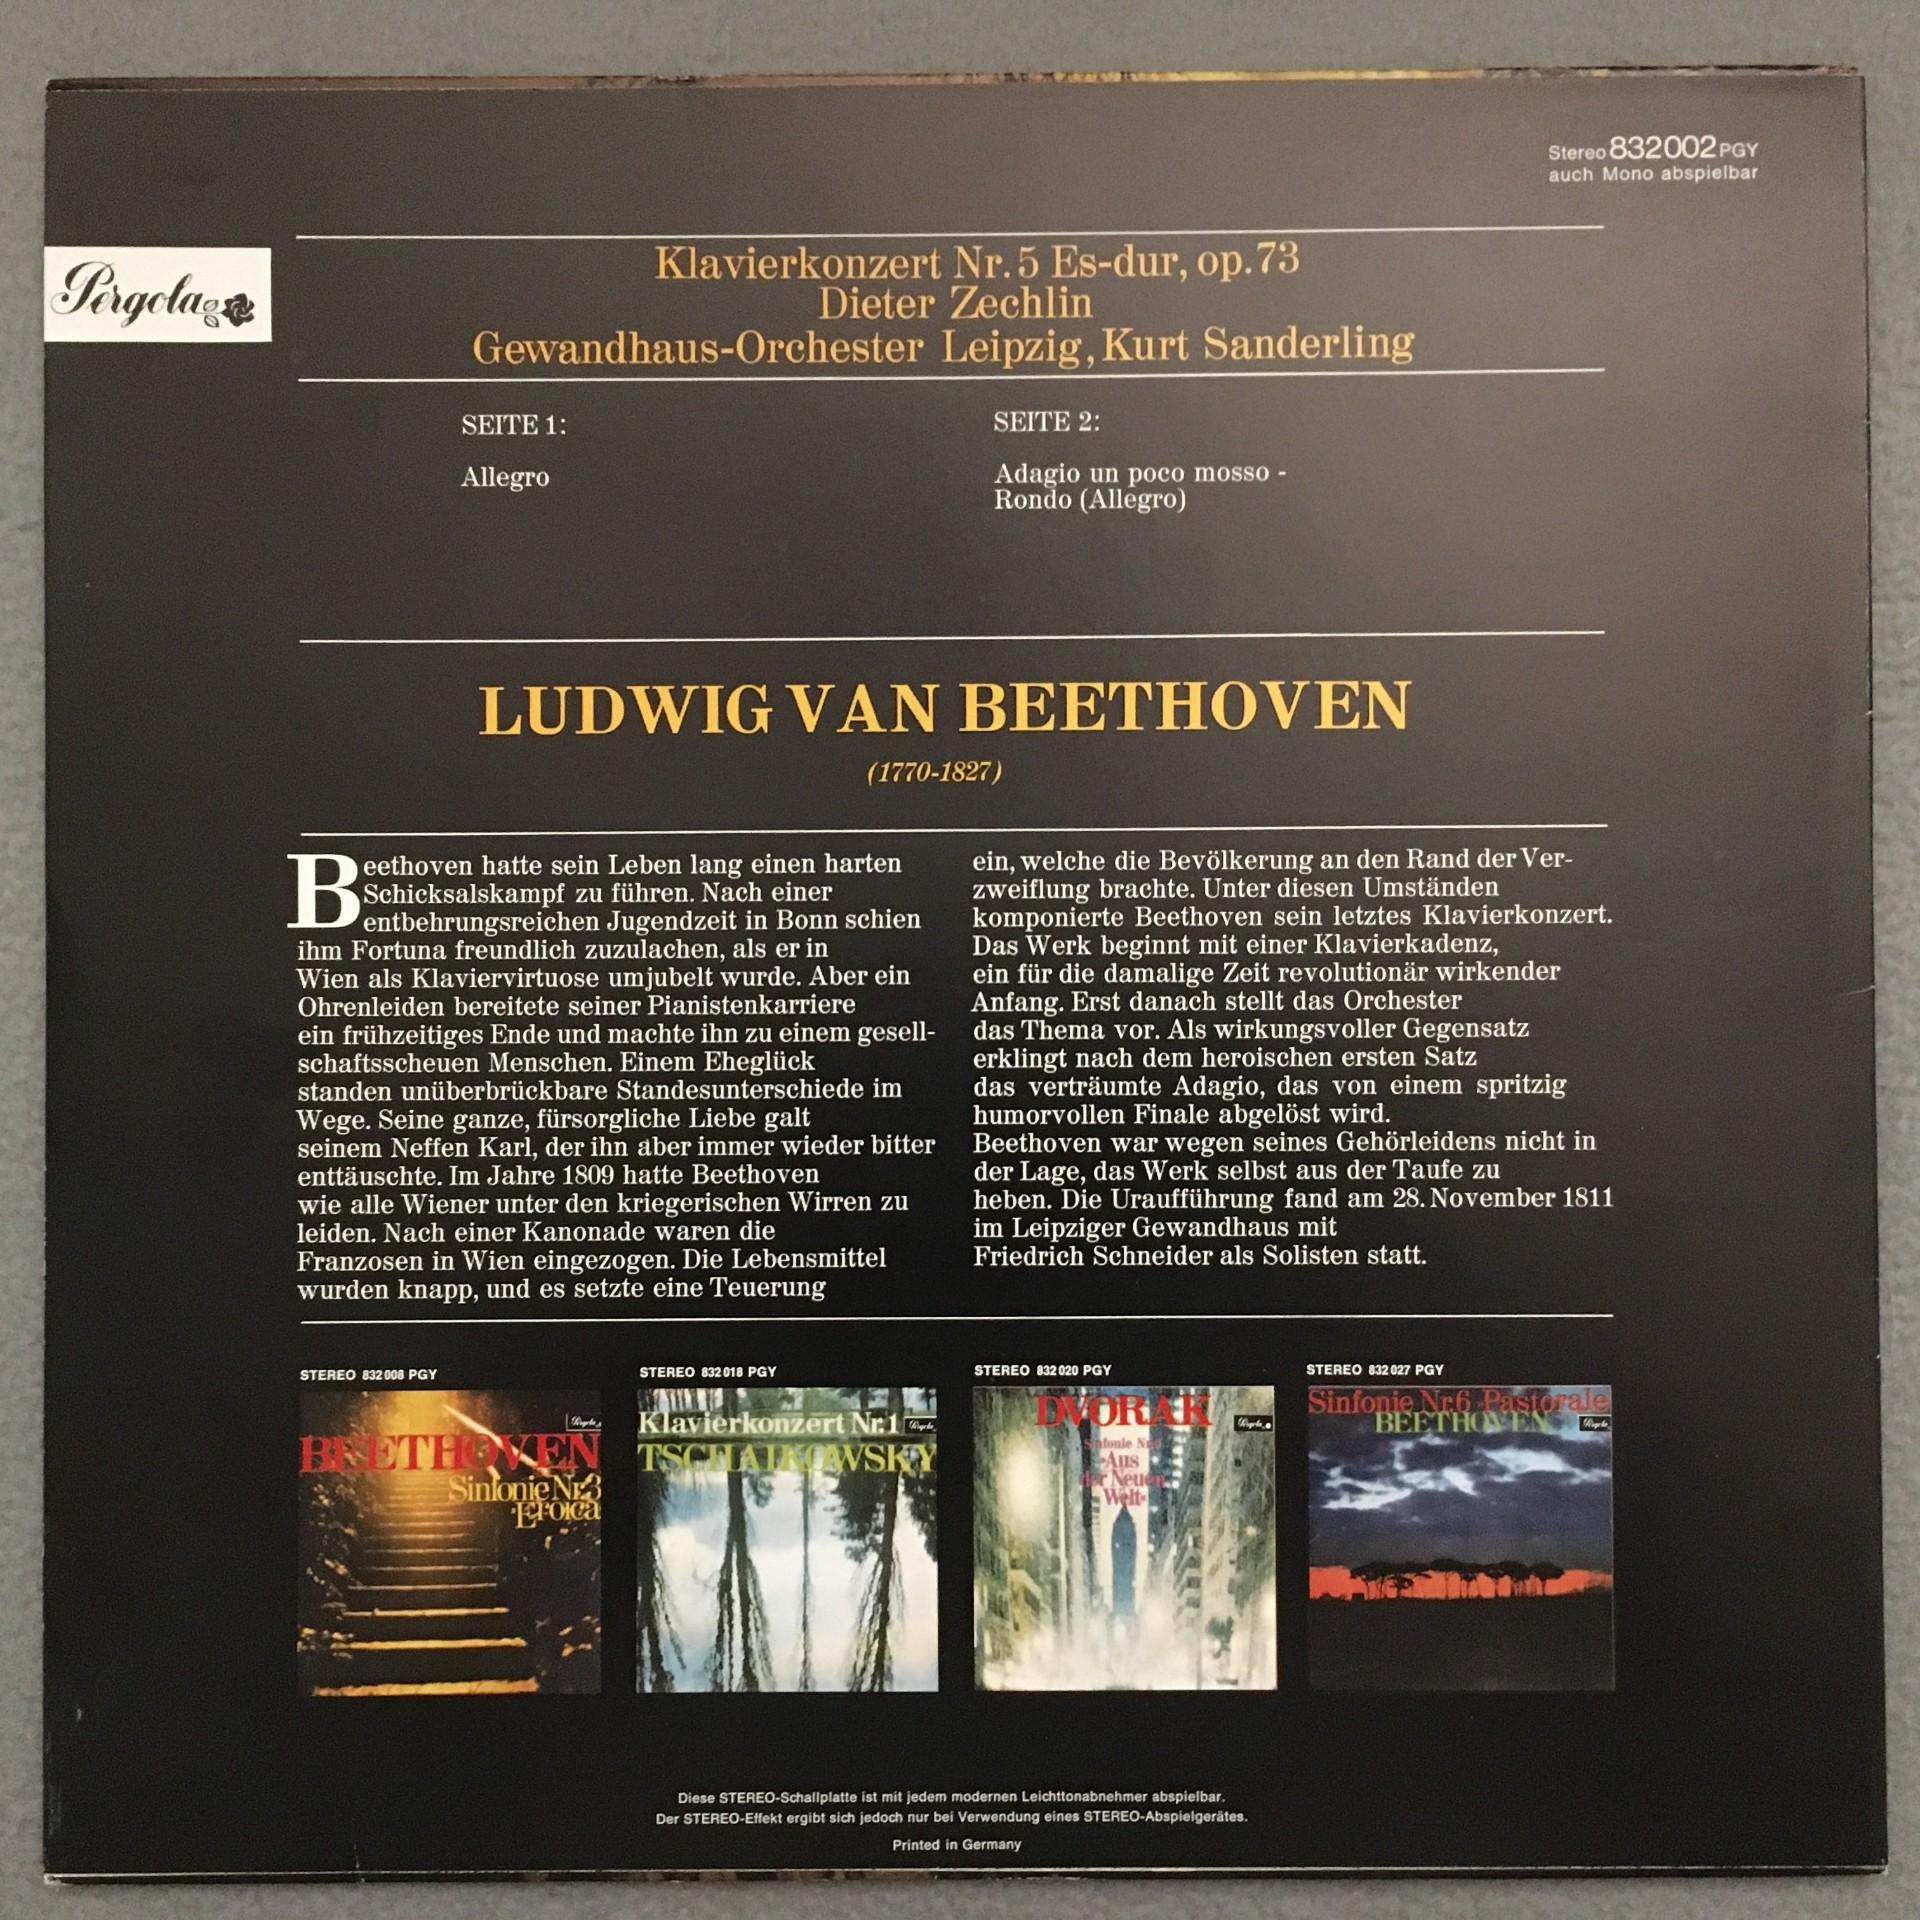 Stereo 832002 PGY
auch Mono abspielbar
Pergola
Klavierkonzert Nr. 5 Es-dur, op. 73
Dieter Zechlin
Gewandhaus-Orchester Leipzig, Kurt Sanderling
SEITE 1:
Allegro
SEITE 2:
Adagio un poco mosso -
Rondo (Allegro)
LUDWIG VAN BEETHOVEN
(1770-1827)
Beethoven hatte sein Leben lang einen harten
Schicksalskampf zu führen. Nach einer
entbehrungsreichen Jugendzeit in Bonn schien
ihm Fortuna freundlich zuzulachen, als er in
Wien als Klaviervirtuose umjubelt wurde. Aber ein
Ohrenleiden bereitete seiner Pianistenkarriere
ein frühzeitiges Ende und machte ihn zu einem gesell-
schaftsscheuen Menschen. Einem Eheglück
standen unüberbrückbare Standesunterschiede im
Wege. Seine ganze, fürsorgliche Liebe galt
seinem Neffen Karl, der ihn aber immer wieder bitter
enttäuschte. Im Jahre 1809 hatte Beethoven
wie alle Wiener unter den kriegerischen Wirren zu
leiden. Nach einer Kanonade waren die
Franzosen in Wien eingezogen. Die Lebensmittel
wurden knapp, und es setzte eine Teuerung
ein, welche die Bevölkerung an den Rand der Ver-
zweiflung brachte. Unter diesen Umständen
komponierte Beethoven sein letztes Klavierkonzert.
Das Werk beginnt mit einer Klavierkadenz,
ein für die damalige Zeit revolutionär wirkender
Anfang. Erst danach stellt das Orchester
das Thema vor. Als wirkungsvoller Gegensatz
erklingt nach dem heroischen ersten Satz
das verträumte Adagio, das von einem spritzig
humorvollen Finale abgelöst wird.
Beethoven war wegen seines Gehörleidens nicht in
der Lage, das Werk selbst aus der Taufe zu
heben. Die Uraufführung fand am 28. November 1811
im Leipziger Gewandhaus mit
Friedrich Schneider als Solisten statt.
STEREO 832 008 PGY
Pergola
BEETHOVEN
Sinfonie Nr.3
»Eroica
STEREO 832 018 PGY
Klavierkonzert Nr.1
Pergola
TSCHAIKOWSKY
STEREO 832 020 PGY
DVORAK
Pergola
Sinfonie Nr.
»Aus
der Neuen
Welt«
STEREO 832 027 PGY
Sinfonie Nr.6 »Pastorale
BEETHOVEN
Pergola
Diese STEREO-Schallplatte ist mit jedem modernen Leichttonabnehmer abspielbar.
Der STEREO-Effekt ergibt sich jedoch nur bei Verwendung eines STEREO-Abspielgerätes.
Printed in Germany